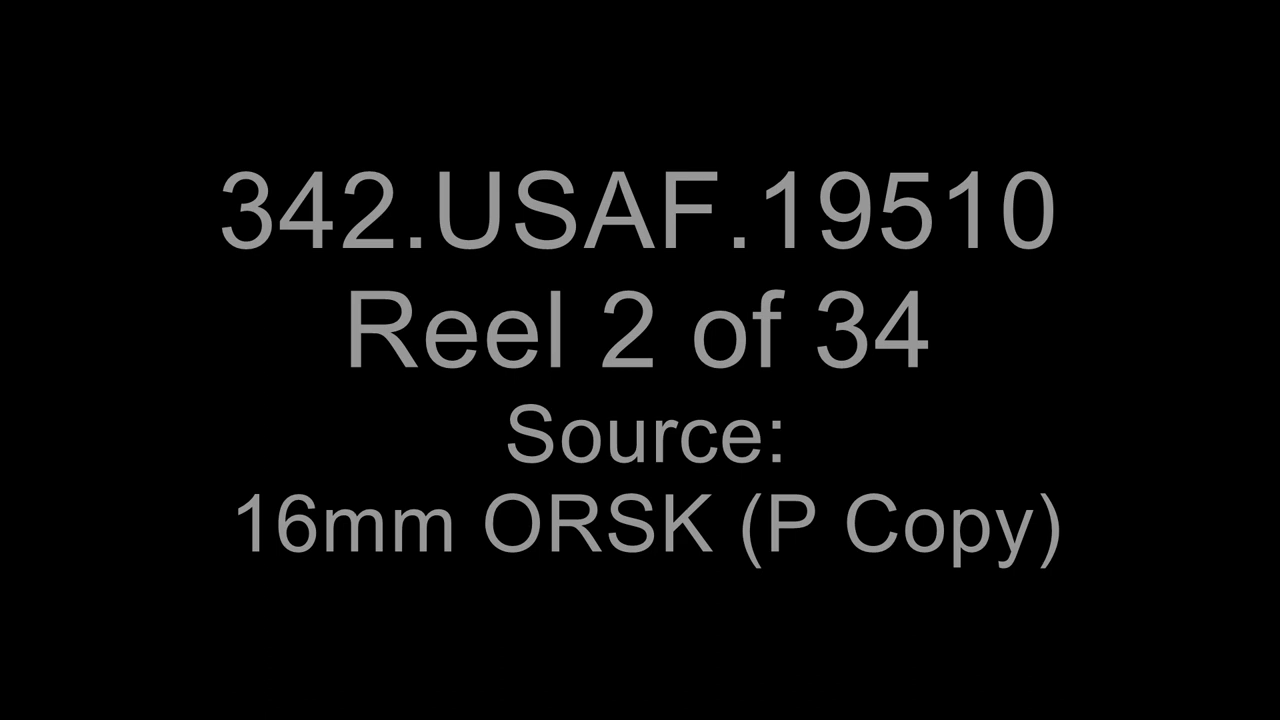 342.USAF.19510
Reel 2 of 34
Source:
16mm ORSK (P Copy)